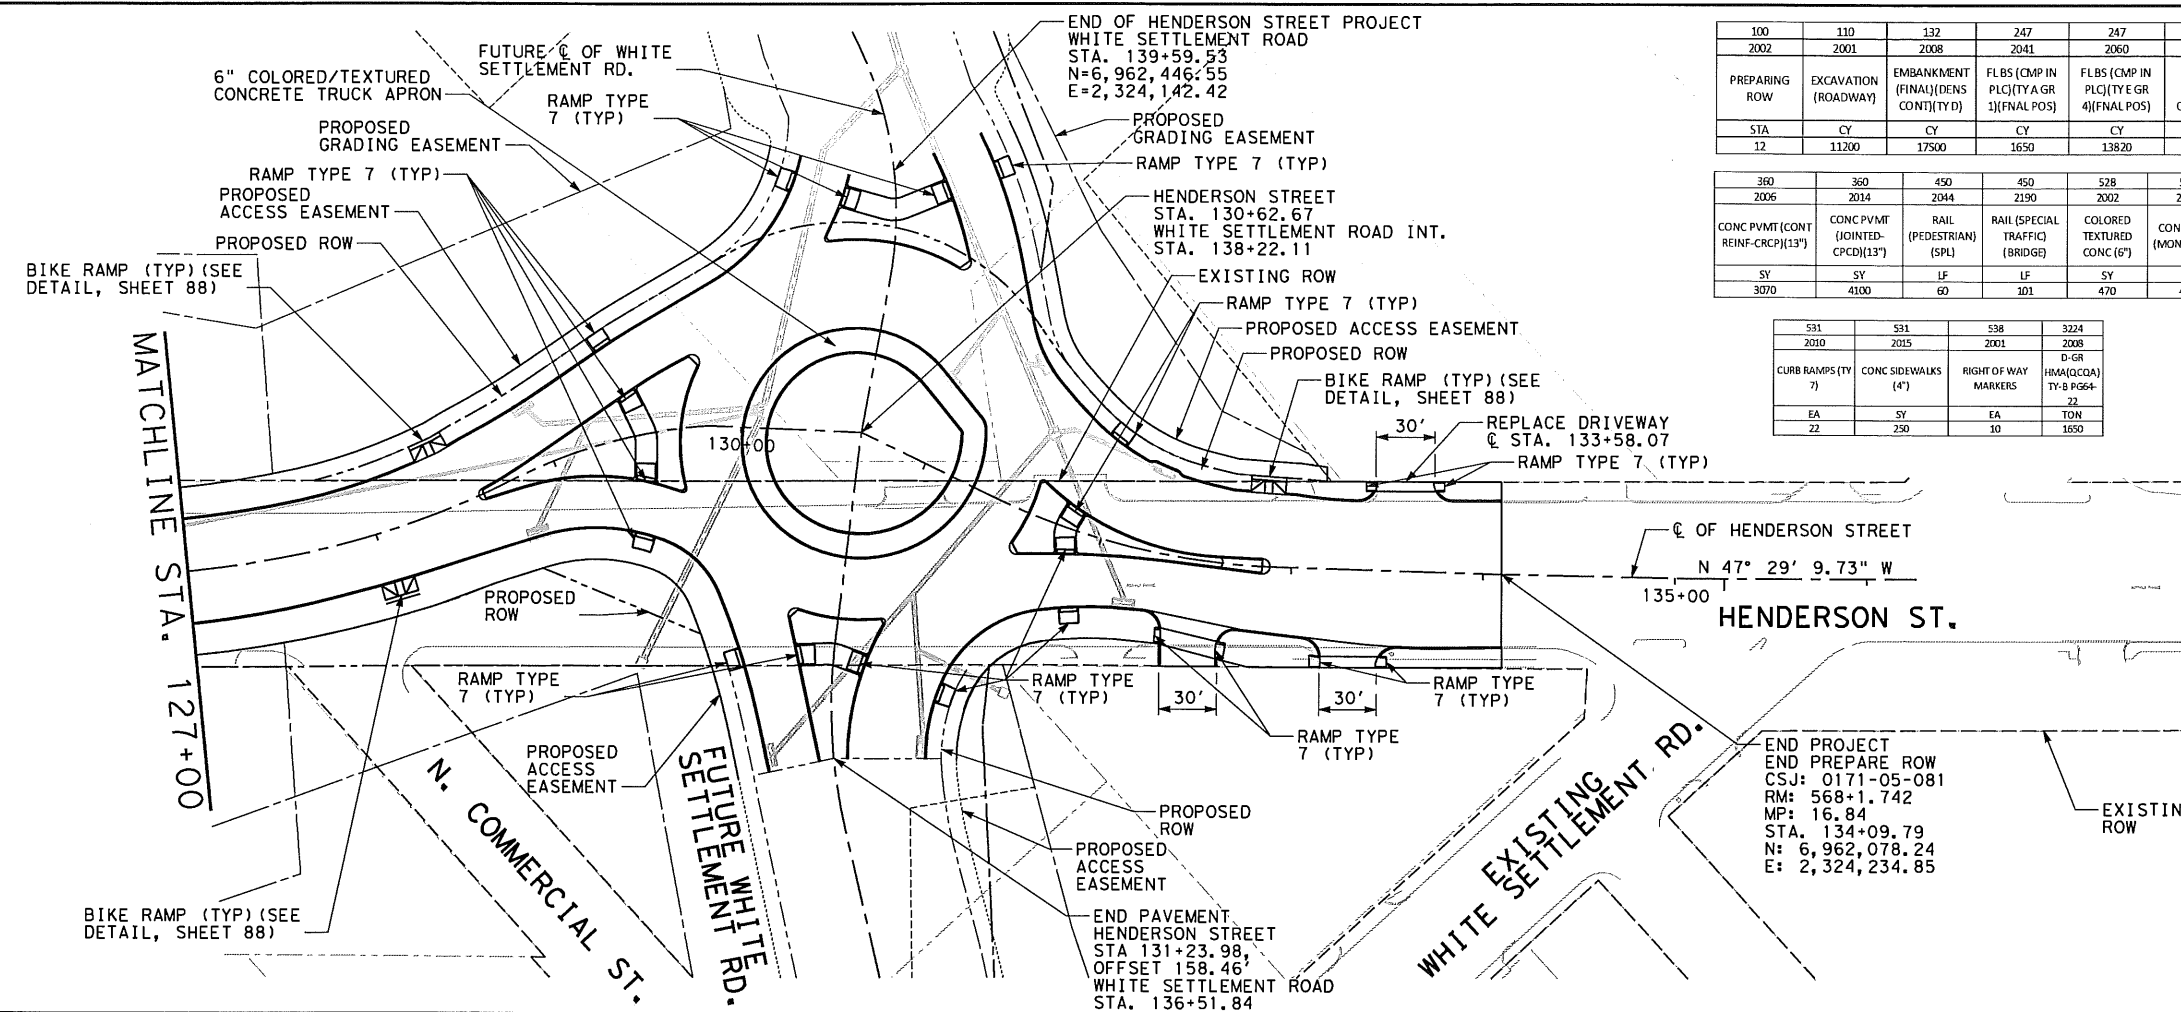 END OF HENDERSON STREET PROJECT
WHITE SETTLEMENT ROAD
STA. 139+59.53
N=6,962,446.55
E=2,324,142.42
FUTURE ℄ OF WHITE
SETTLEMENT RD.
6" COLORED/TEXTURED
CONCRETE TRUCK APRON
RAMP TYPE
7 (TYP)
PROPOSED
GRADING EASEMENT
RAMP TYPE 7 (TYP)
PROPOSED
ACCESS EASEMENT
PROPOSED ROW
BIKE RAMP (TYP) (SEE
DETAIL, SHEET 88)
PROPOSED
GRADING EASEMENT
RAMP TYPE 7 (TYP)
HENDERSON STREET
STA. 130+62.67
WHITE SETTLEMENT ROAD INT.
STA. 138+22.11
EXISTING ROW
RAMP TYPE 7 (TYP)
PROPOSED ACCESS EASEMENT
PROPOSED ROW
BIKE RAMP (TYP) (SEE
DETAIL, SHEET 88)
30'
REPLACE DRIVEWAY
℄ STA. 133+58.07
RAMP TYPE 7 (TYP)
100 110 132 247 247
2002 2001 2008 2041 2060
PREPARING ROW
EXCAVATION (ROADWAY)
EMBANKMENT (FINAL)(DENS CONT)(TY D)
FL BS (CMP IN PLC)(TY A GR 1)(FNAL POS)
FL BS (CMP IN PLC)(TY E GR 4)(FNAL POS)
STA CY CY CY CY
12 11200 17500 1650 13820
360 360 450 450 528
2006 2014 2044 2190 2002
CONC PVMT (CONT REINF-CRCP)(13")
CONC PVMT (JOINTED-CPCD)(13")
RAIL (PEDESTRIAN) (SPL)
RAIL (SPECIAL TRAFFIC) (BRIDGE)
COLORED TEXTURED CONC (6")
SY SY LF LF SY
3070 4100 60 101 470
531 531 538 3224
2010 2015 2001 2008
CURB RAMPS (TY 7)
CONC SIDEWALKS (4")
RIGHT OF WAY MARKERS
D-GR HMA(QCQA) TY-B PG64-22
EA SY EA TON
22 250 10 1650
MATCHLINE STA. 127+00
130+00
℄ OF HENDERSON STREET
N 47° 29' 9.73" W
135+00
HENDERSON ST.
PROPOSED
ROW
RAMP TYPE
7 (TYP)
RAMP TYPE
7 (TYP)
30'
30'
RAMP TYPE
7 (TYP)
RAMP TYPE
7 (TYP)
PROPOSED
ACCESS
EASEMENT
N. COMMERCIAL ST.
FUTURE WHITE
SETTLEMENT RD.
PROPOSED
ROW
PROPOSED
ACCESS
EASEMENT
EXISTING
WHITE SETTLEMENT RD.
END PROJECT
END PREPARE ROW
CSJ: 0171-05-081
RM: 568+1.742
MP: 16.84
STA. 134+09.79
N: 6,962,078.24
E: 2,324,234.85
EXISTIN
ROW
BIKE RAMP (TYP) (SEE
DETAIL, SHEET 88)
END PAVEMENT
HENDERSON STREET
STA 131+23.98,
OFFSET 158.46'
WHITE SETTLEMENT ROAD
STA. 136+51.84